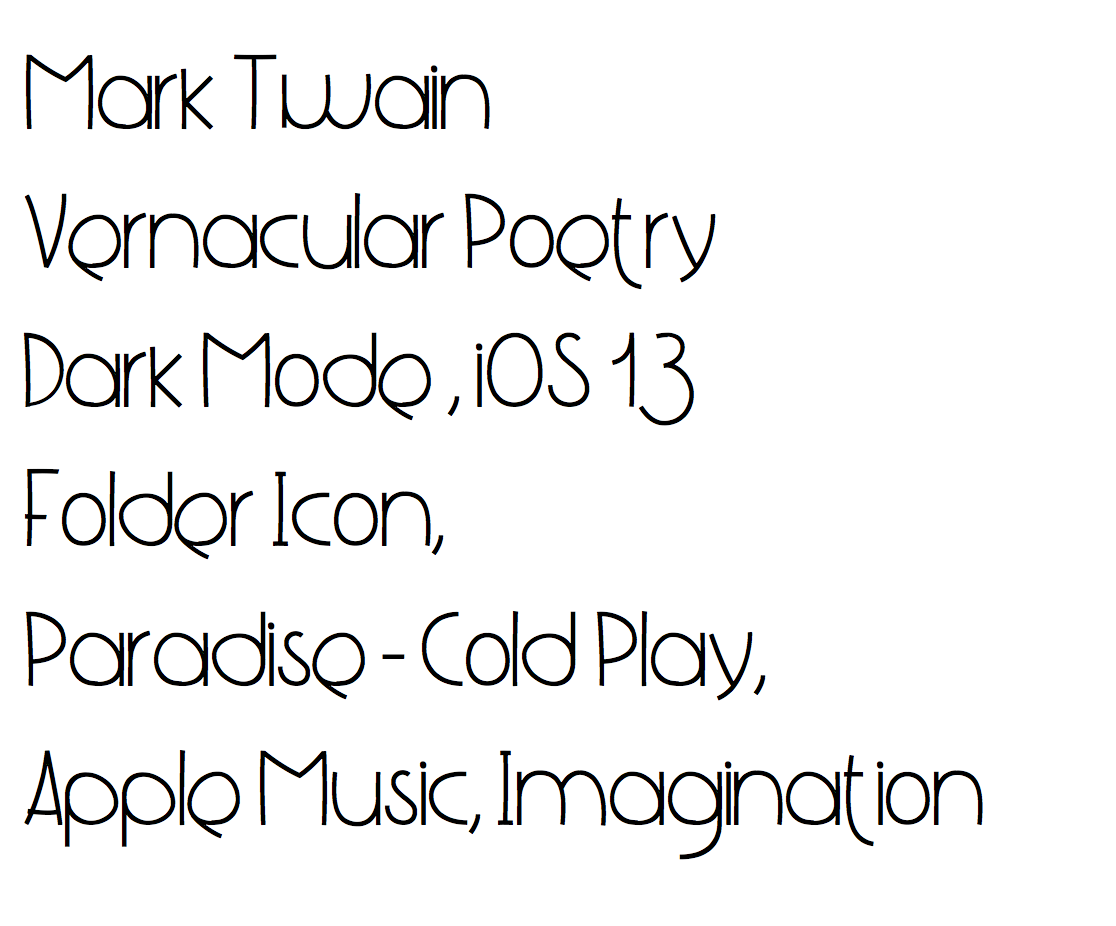 Mark Twain
Vernacular Poetry
Dark Mode , iOS 13
Folder Icon,
Paradise - Cold Play,
Apple Music, Imagination